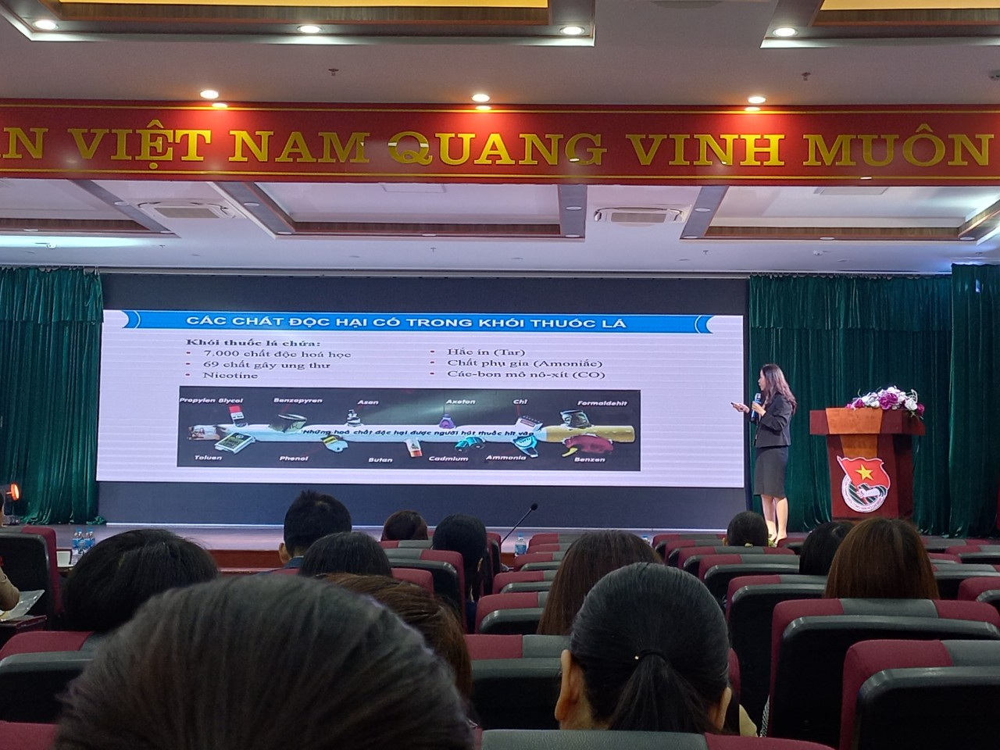 N VIỆT NAM QUANG VINH MUÔN
CÁC CHẤT ĐỘC HẠI CÓ TRONG KHÓI THUỐC LÁ
Khói thuốc lá chứa:
• 7.000 chất độc hoá học
• 69 chất gây ung thư
• Nicotine
• Hắc ín (Tar)
• Chất phụ gia (Amoniắc)
• Các-bon mô nô-xít (CO)
Propylen Glycol Benzopyren Asen Axeton Chì Formaldehit
Những hoá chất độc hại được người hút thuốc hít vào
Toluen Phenol Butan Cadmium Ammonia Benzen